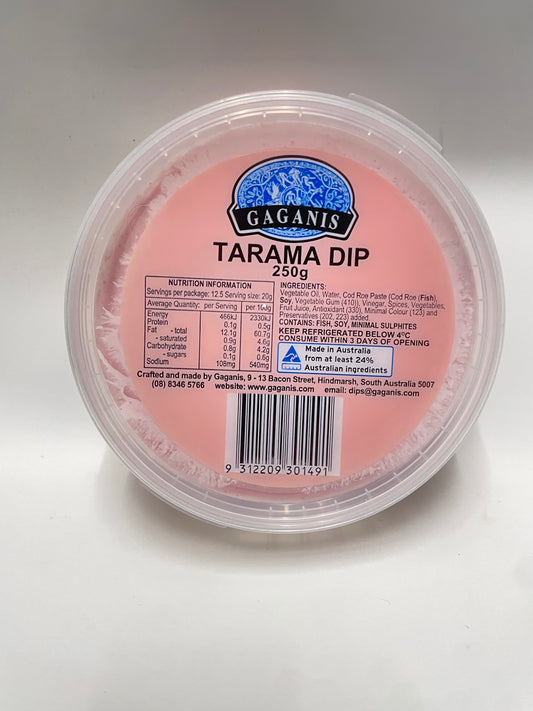 GAGANIS
TARAMA DIP
250g
NUTRITION INFORMATION
Servings per package: 12.5 Serving size: 20g
Average Quantity: per Serving per 100g
Energy 466kJ 2330kJ
Protein 0.1g 0.5g
Fat - total 12.1g 60.7g
- saturated 0.9g 4.6g
Carbohydrate 0.8g 4.2g
- sugars 0.1g 0.6g
Sodium 108mg 540mg
INGREDIENTS:
Vegetable Oil, Water, Cod Roe Paste (Cod Roe (Fish),
Soy, Vegetable Gum (410)), Vinegar, Spices, Vegetables,
Fruit Juice, Antioxidant (330), Minimal Colour (123) and
Preservatives (202, 223) added.
CONTAINS: FISH, SOY, MINIMAL SULPHITES
KEEP REFRIGERATED BELOW 4ºC
CONSUME WITHIN 3 DAYS OF OPENING
Made in Australia
from at least 24%
Australian ingredients
Crafted and made by Gaganis, 9 - 13 Bacon Street, Hindmarsh, South Australia 5007
(08) 8346 5766 website: www.gaganis.com email: dips@gaganis.com
9 312209 301491